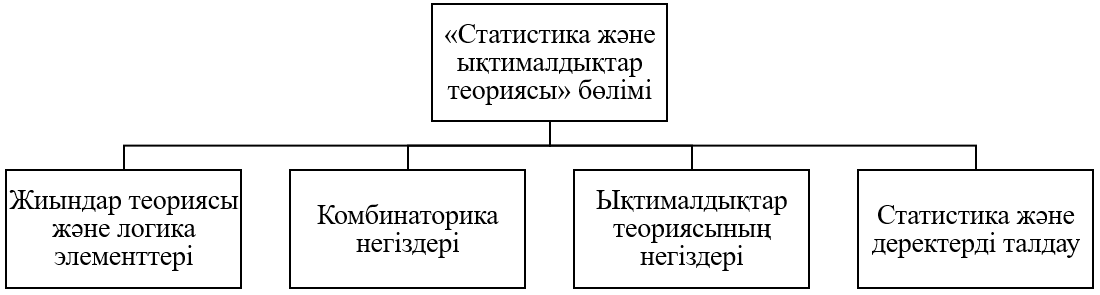 «Статистика және
ықтималдықтар
теориясы» бөлімі
Жиындар теориясы
және логика
элементтері
Комбинаторика
негіздері
Ықтималдықтар
теориясының
негіздері
Статистика және
деректерді талдау